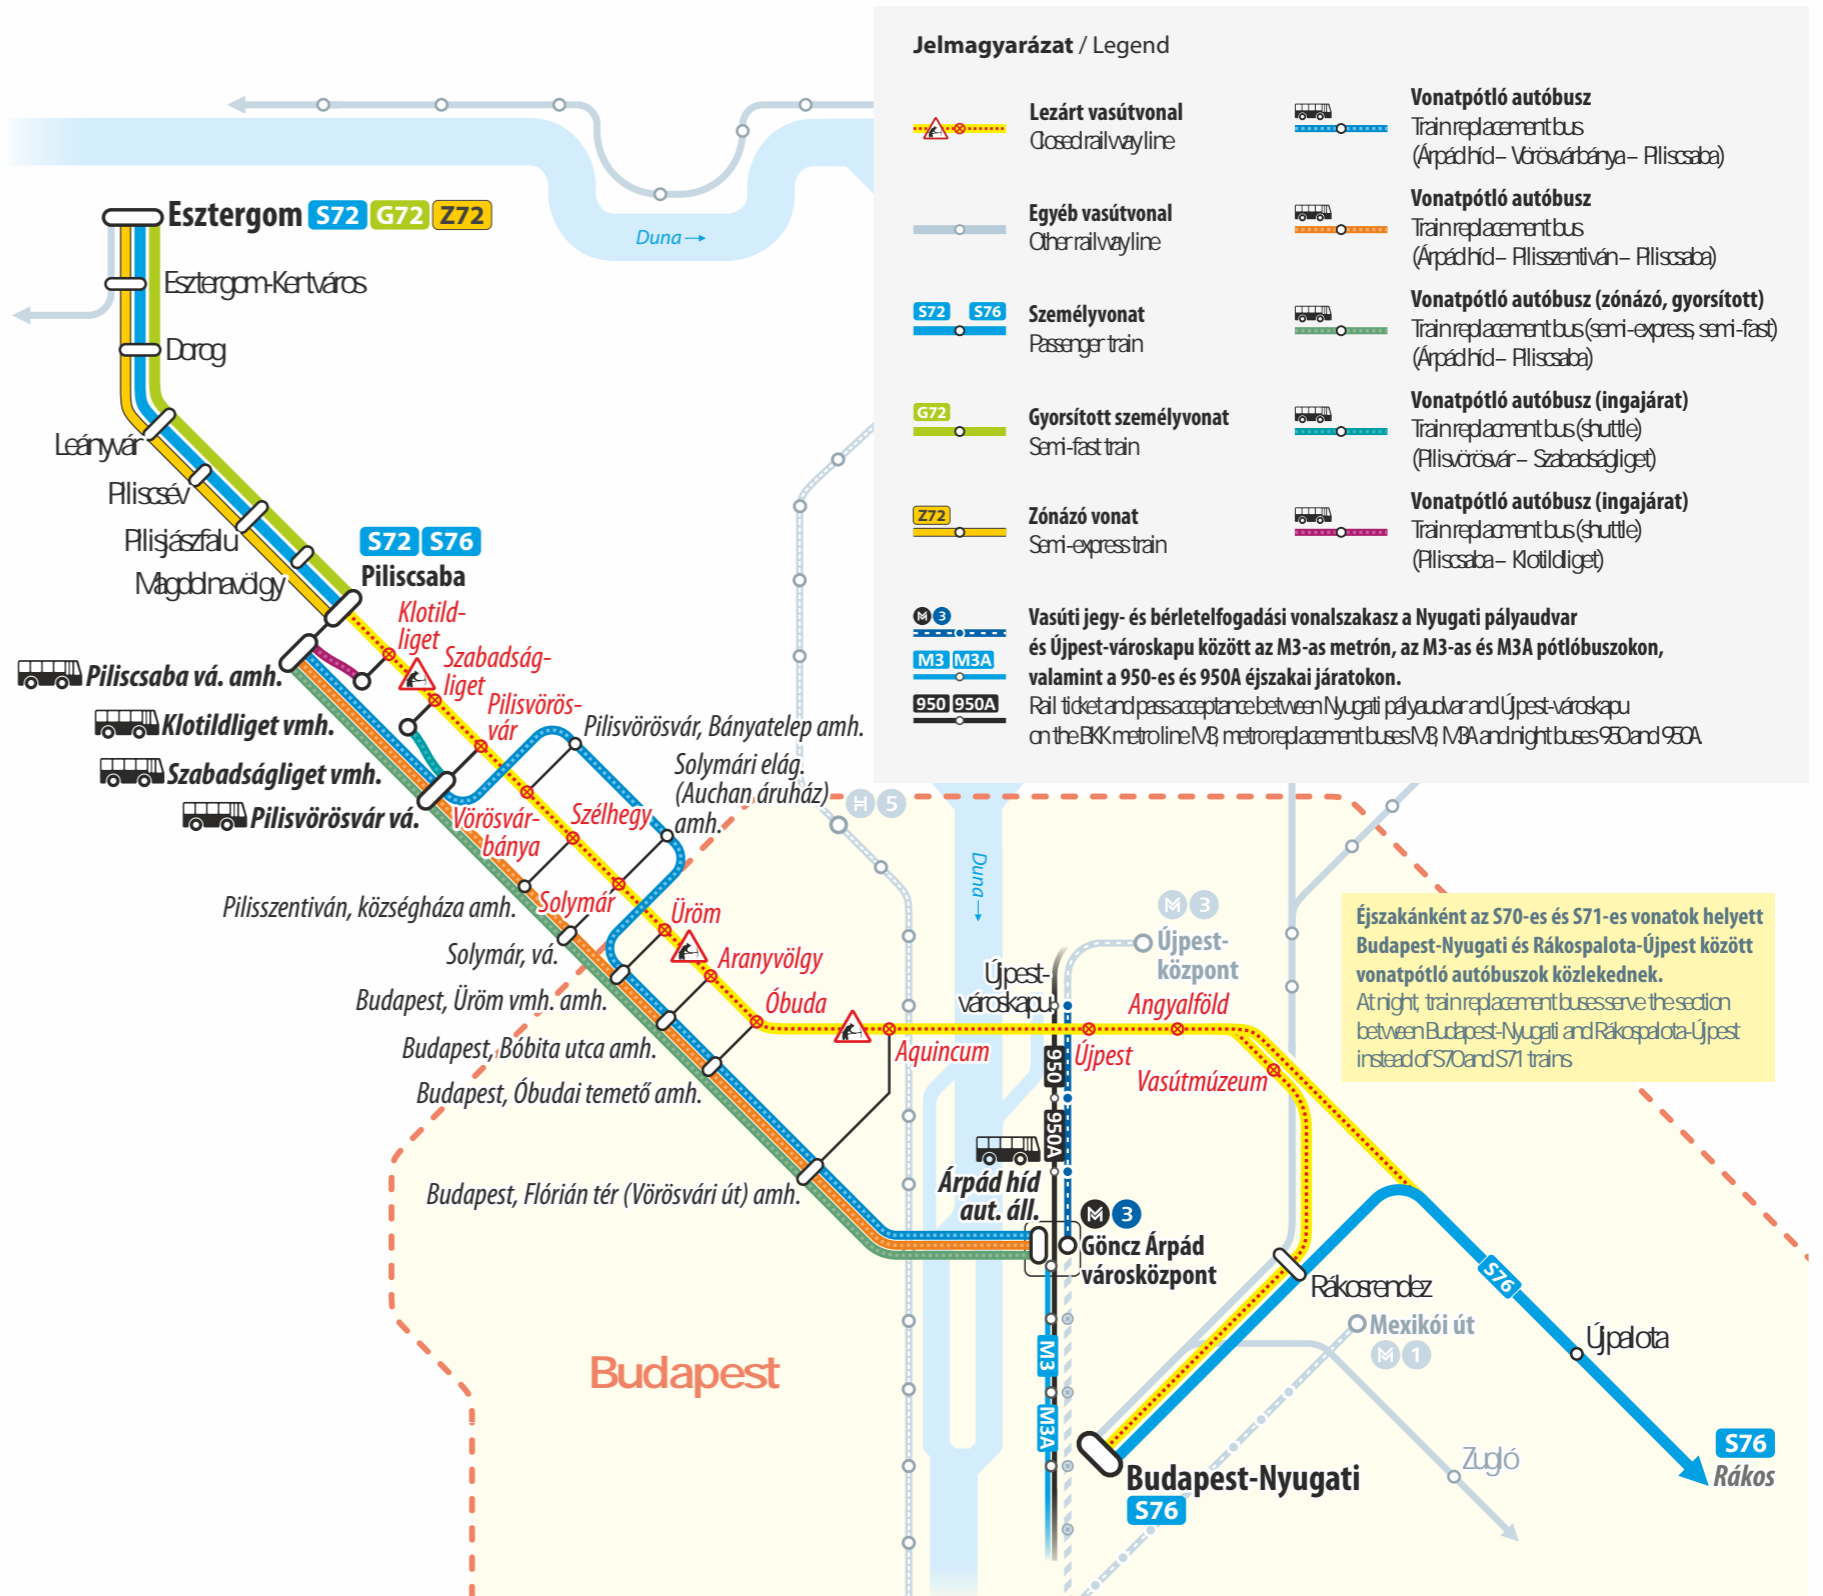 Jelmagyarázat / Legend
Lezárt vasútvonal
Closed railway line
Egyéb vasútvonal
Other railway line
S72 S76
Személyvonat
Passenger train
G72
Gyorsított személyvonat
Semi-fast train
Z72
Zónázó vonat
Semi-express train
Vonatpótló autóbusz
Train replacement bus
(Árpád híd – Vörösvárbánya – Piliscsaba)
Vonatpótló autóbusz
Train replacement bus
(Árpád híd – Pilisszentiván – Piliscsaba)
Vonatpótló autóbusz (zónázó, gyorsított)
Train replacement bus (semi-express, semi-fast)
(Árpád híd – Piliscsaba)
Vonatpótló autóbusz (ingajárat)
Train replacment bus (shuttle)
(Pilisvörösvár – Szabadságliget)
Vonatpótló autóbusz (ingajárat)
Train replacment bus (shuttle)
(Piliscsaba – Klotildliget)
M 3
M3 M3A
950 950A
Vasúti jegy- és bérletelfogadási vonalszakasz a Nyugati pályaudvar
és Újpest-városkapu között az M3-as metrón, az M3-as és M3A pótlóbuszokon,
valamint a 950-es és 950A éjszakai járatokon.
Rail ticket and pass acceptance between Nyugati pályaudvar and Újpest-városkapu
on the BKK metro line M3, metro replacement buses M3, M3A and night buses 950 and 950A
Duna →
Esztergom S72 G72 Z72
Esztergom-Kertváros
Dorog
Leányvár
Piliscsév
Pilisjászfalu
Magdolnavölgy
S72 S76
Piliscsaba
Klotild-
liget
Szabadság-
liget
Pilisvörös-
vár
Piliscsaba vá. amh.
Klotildliget vmh.
Szabadságliget vmh.
Pilisvörösvár vá.
Pilisvörösvár, Bányatelep amh.
Solymári elág.
(Auchan áruház)
amh.
H 5
Vörösvár-
bánya
Szélhegy
Solymár
Üröm
Aranyvölgy
Óbuda
Aquincum
Pilisszentiván, községháza amh.
Solymár, vá.
Budapest, Üröm vmh. amh.
Budapest, Bóbita utca amh.
Budapest, Óbudai temető amh.
Budapest, Flórián tér (Vörösvári út) amh.
Duna →
M 3
Újpest-
központ
Újpest-
városkapu
Angyalföld
Újpest
Vasútmúzeum
950
950A
Éjszakánként az S70-es és S71-es vonatok helyett
Budapest-Nyugati és Rákospalota-Újpest között
vonatpótló autóbuszok közlekednek.
At night, train replacement buses serve the section
between Budapest-Nyugati and Rákospalota-Újpest
instead of S70 and S71 trains
Árpád híd
aut. áll.
M 3
Göncz Árpád
városközpont
M3
M3A
Rákosrendez
S76
Mexikói út
M 1
Újpalota
Zugló
S76
Rákos
Budapest-Nyugati
S76
Budapest